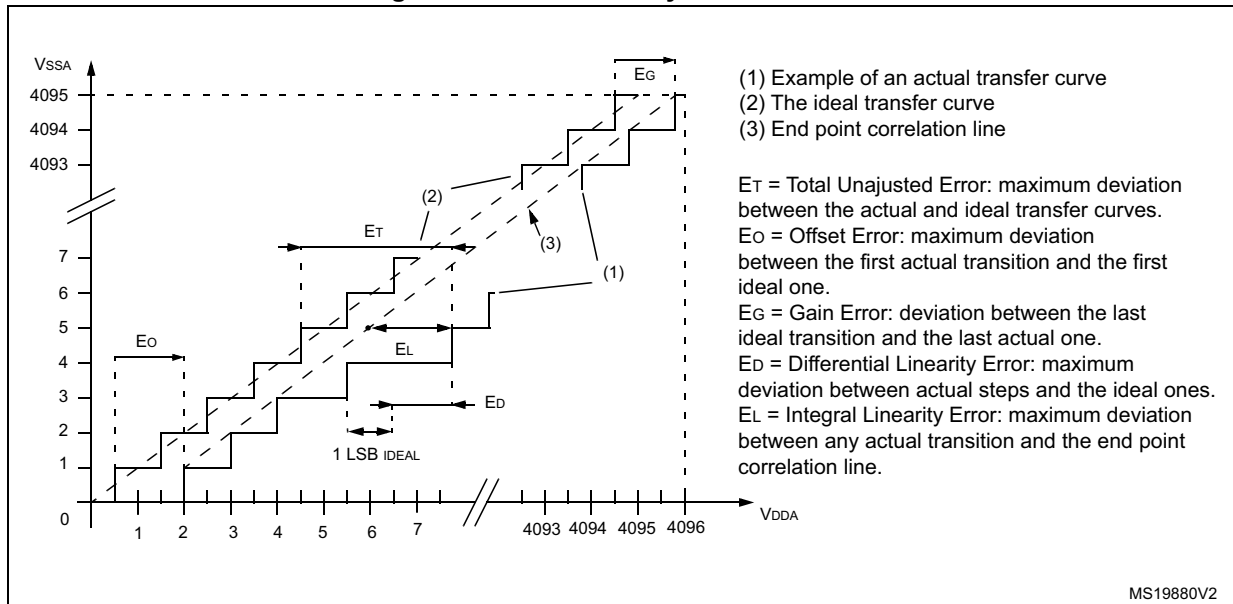 VSSA
EG
4095
4094
4093
(1) Example of an actual transfer curve
(2) The ideal transfer curve
(3) End point correlation line
ET = Total Unajusted Error: maximum deviation
between the actual and ideal transfer curves.
EO = Offset Error: maximum deviation
between the first actual transition and the first
ideal one.
EG = Gain Error: deviation between the last
ideal transition and the last actual one.
ED = Differential Linearity Error: maximum
deviation between actual steps and the ideal ones.
EL = Integral Linearity Error: maximum deviation
between any actual transition and the end point
correlation line.
(2)
ET
(3)
(1)
7
6
5
4
3
2
1
0
EO
EL
ED
1 LSB IDEAL
1 2 3 4 5 6 7 4093 4094 4095 4096
VDDA
MS19880V2